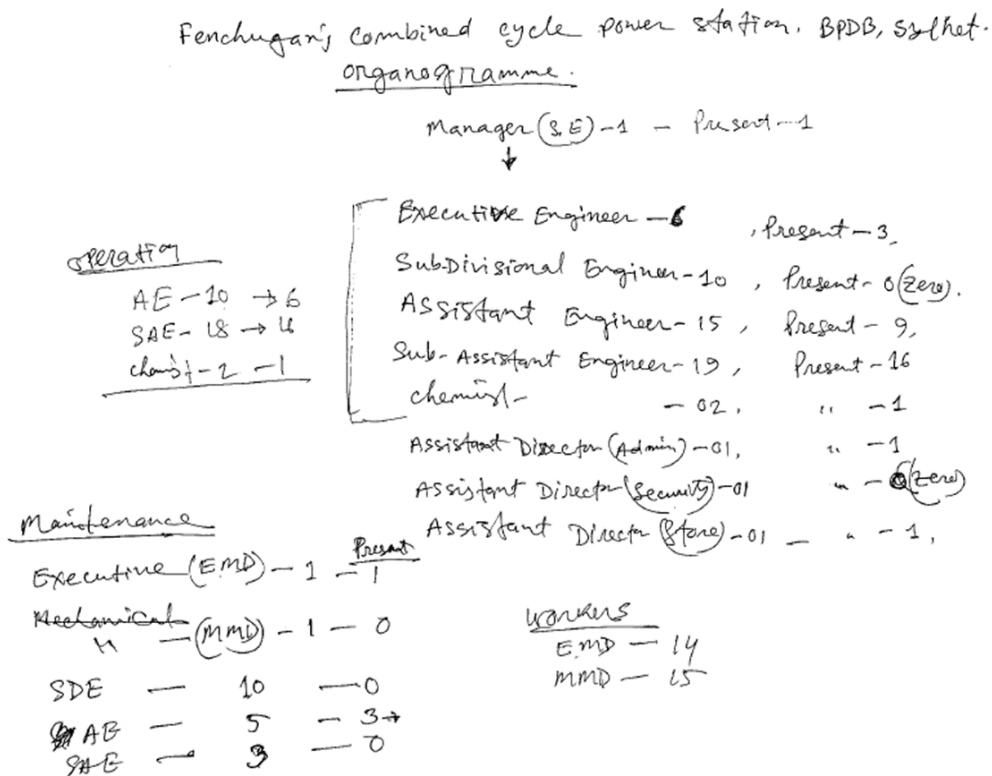 Fenchuganj combined cycle power station, BPDB, Sylhet.
organogramme.
Manager (S.E) - 1 - Present - 1
Executive Engineer - 6, Present - 3,
Sub-Divisional Engineer - 10, Present - 0 (zero).
Assistant Engineer - 15, Present - 9,
Sub-Assistant Engineer - 19, Present - 16
chemist - - 02, " - 1
Assistant Director (Admin) - 01, " - 1
Assistant Director (Security) - 01 " - 0 (zero)
Assistant Director (Store) - 01 - " - 1,
operation
AE - 10 → 6
SAE - 18 →
chemist - 2 - 1
Maintenance
Present
Executive (EMD) - 1 - 1
Mechanical
" - (MMD) - 1 - 0
SDE - 10 - 0
AE - 5 - 3
SAE - 3 - 0
Workers
EMD - 14
MMD - 15